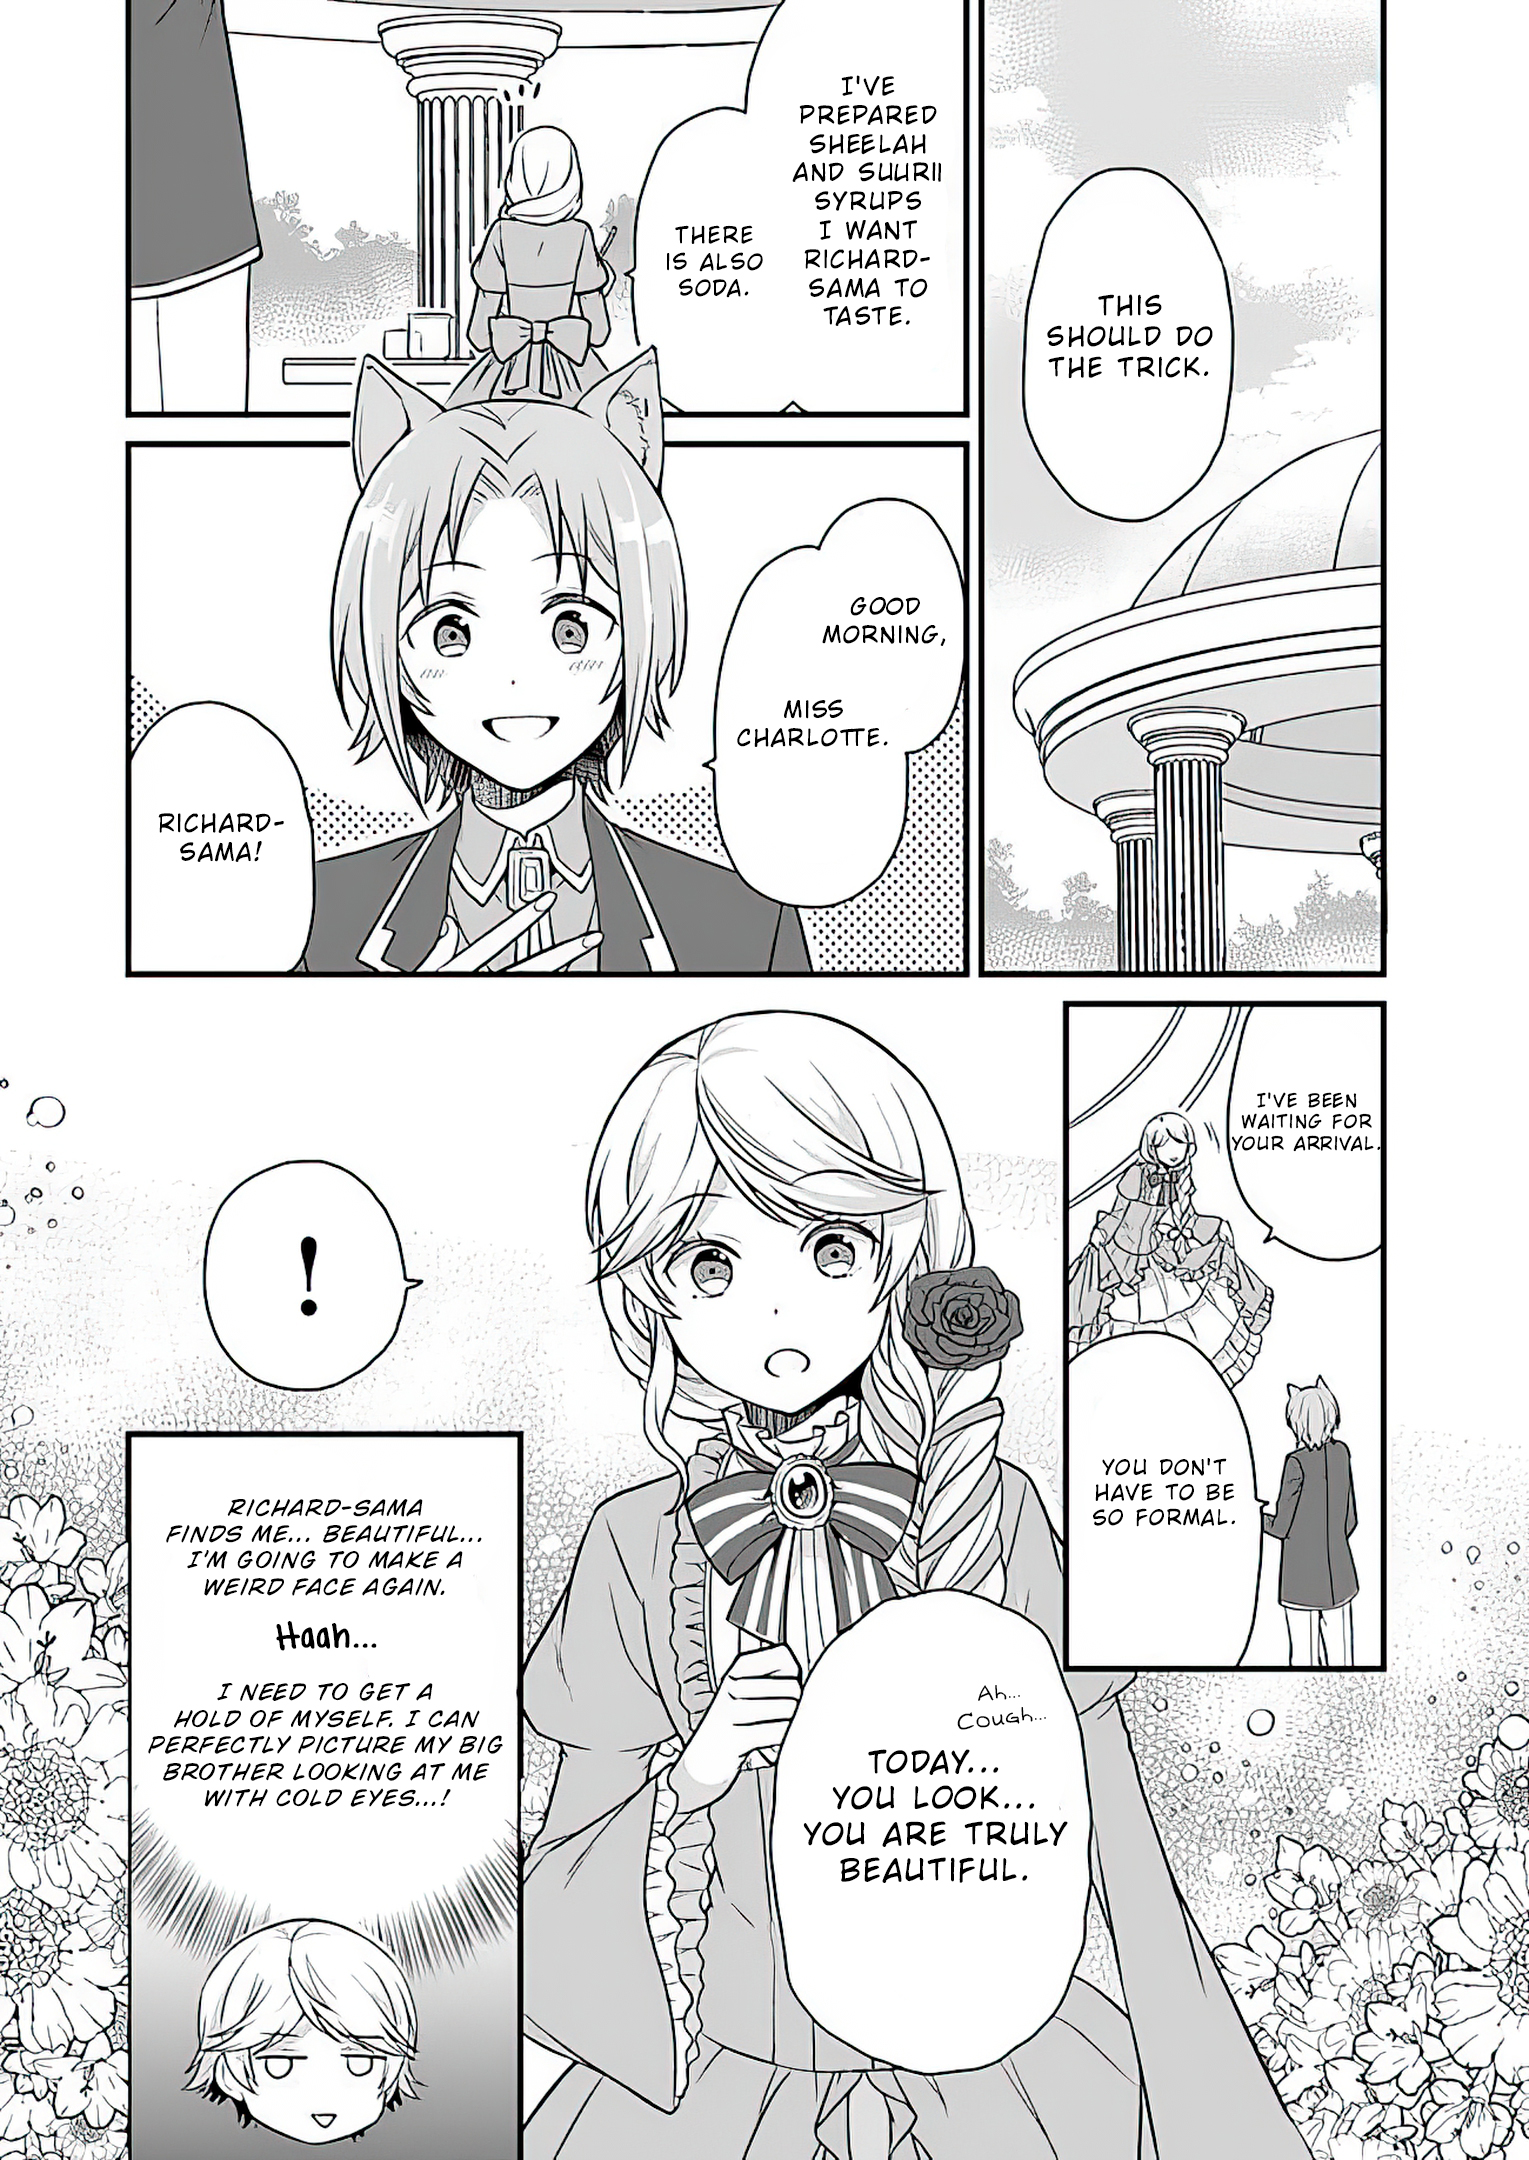 THIS
SHOULD DO
THE TRICK.
I'VE
PREPARED
SHEELAH
AND SUURII
SYRUPS
I WANT
RICHARD-
SAMA TO
TASTE.
THERE
IS ALSO
SODA.
GOOD
MORNING,
MISS
CHARLOTTE.
RICHARD-
SAMA!
I'VE BEEN
WAITING FOR
YOUR ARRIVAL.
YOU DON'T
HAVE TO BE
SO FORMAL.
Ah...
Cough...
TODAY...
YOU LOOK...
YOU ARE TRULY
BEAUTIFUL.
!
RICHARD-SAMA
FINDS ME... BEAUTIFUL...
I'M GOING TO MAKE A
WEIRD FACE AGAIN.
Haah...
I NEED TO GET A
HOLD OF MYSELF. I CAN
PERFECTLY PICTURE MY BIG
BROTHER LOOKING AT ME
WITH COLD EYES...!